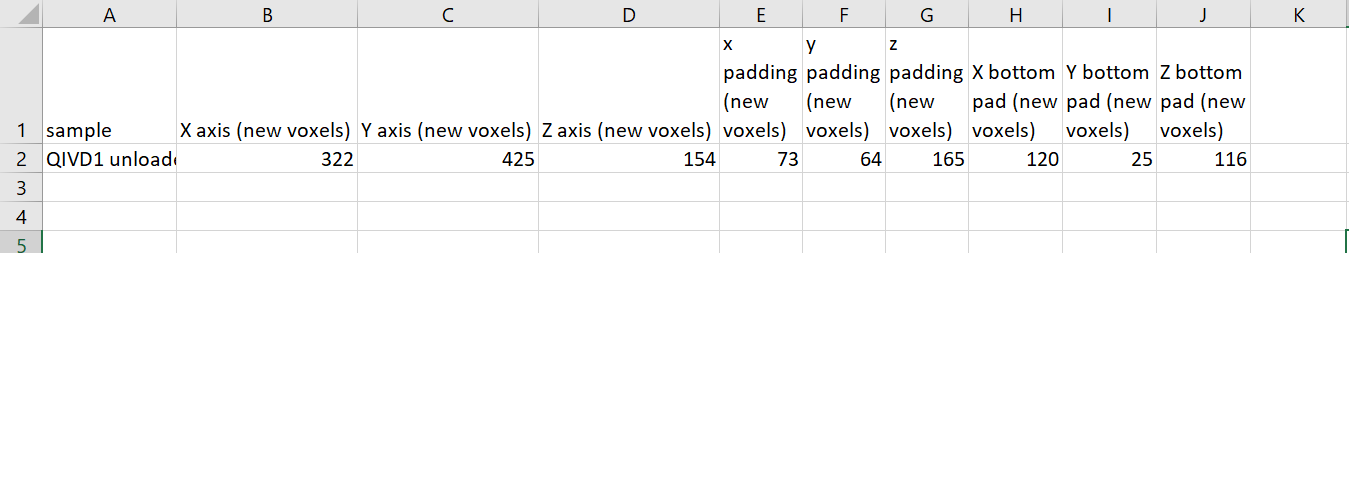 A B C D E F G H I J K
x y z
padding padding padding X bottom Y bottom Z bottom
(new (new (new pad (new pad (new pad (new
1 sample X axis (new voxels) Y axis (new voxels) Z axis (new voxels) voxels) voxels) voxels) voxels) voxels) voxels)
2 QIVD1 unloade 322 425 154 73 64 165 120 25 116
3
4
5